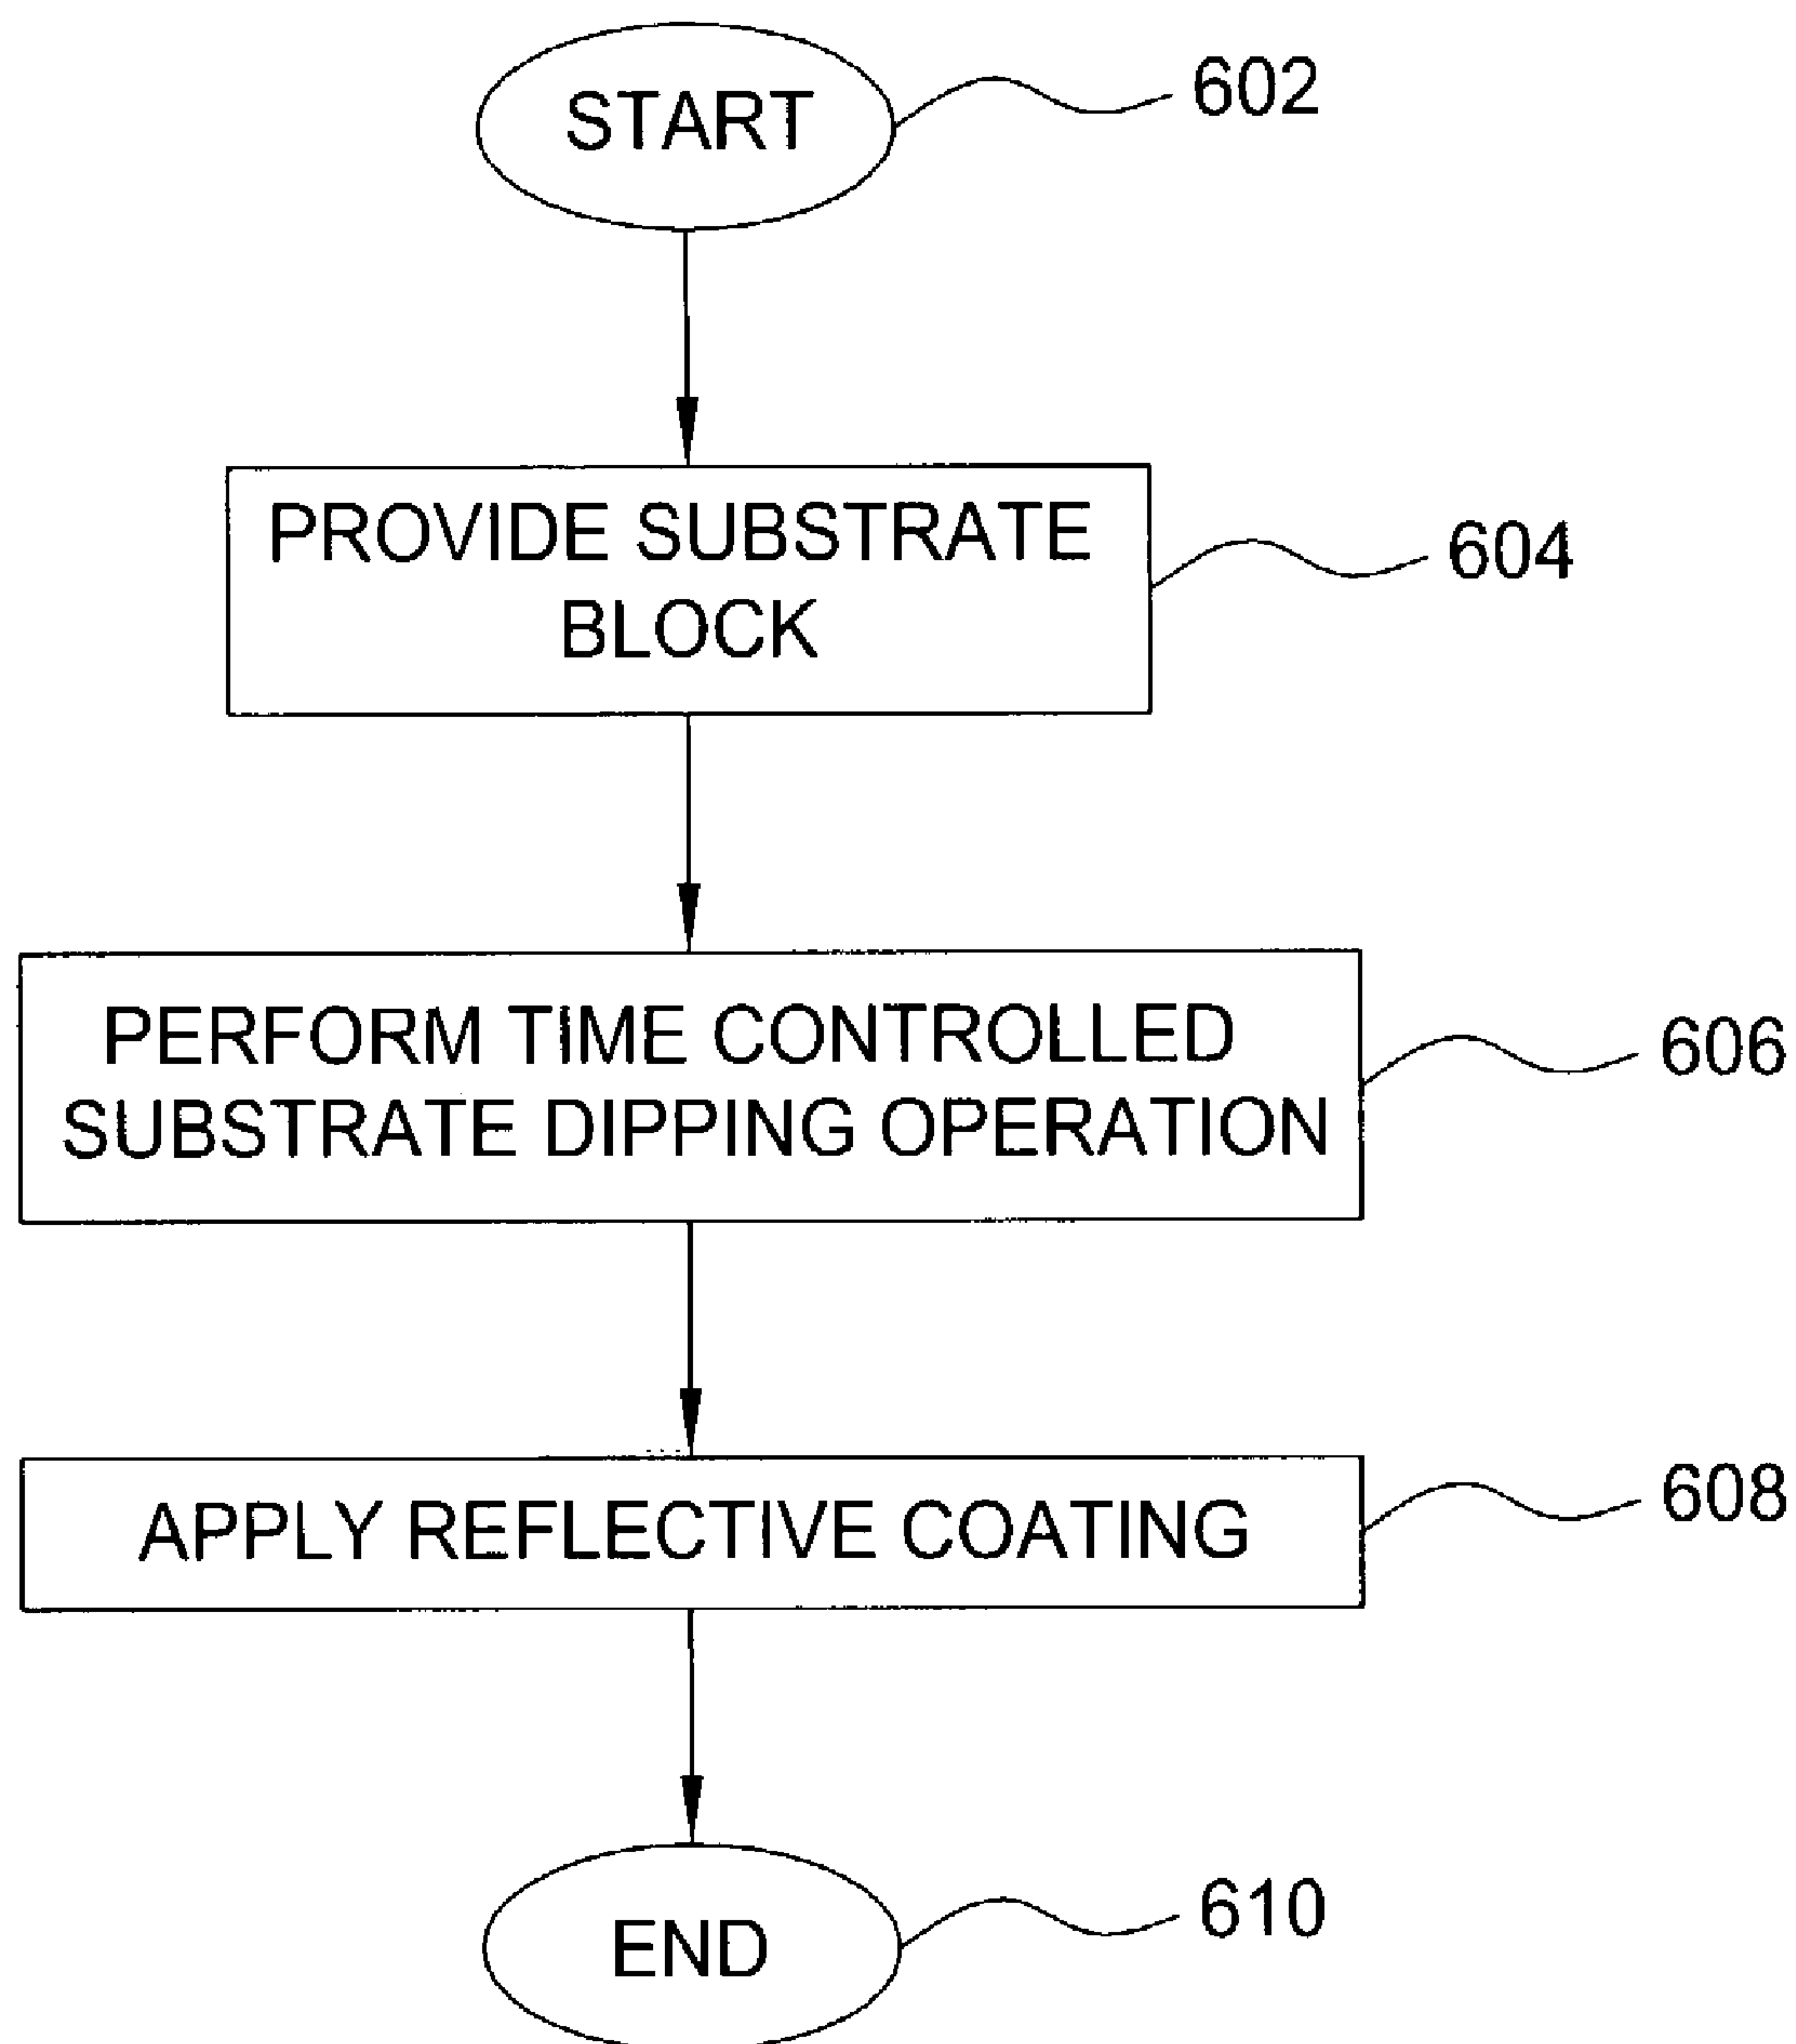 START
602
PROVIDE SUBSTRATE
BLOCK
604
PERFORM TIME CONTROLLED
SUBSTRATE DIPPING OPERATION
606
APPLY REFLECTIVE COATING
608
END
610